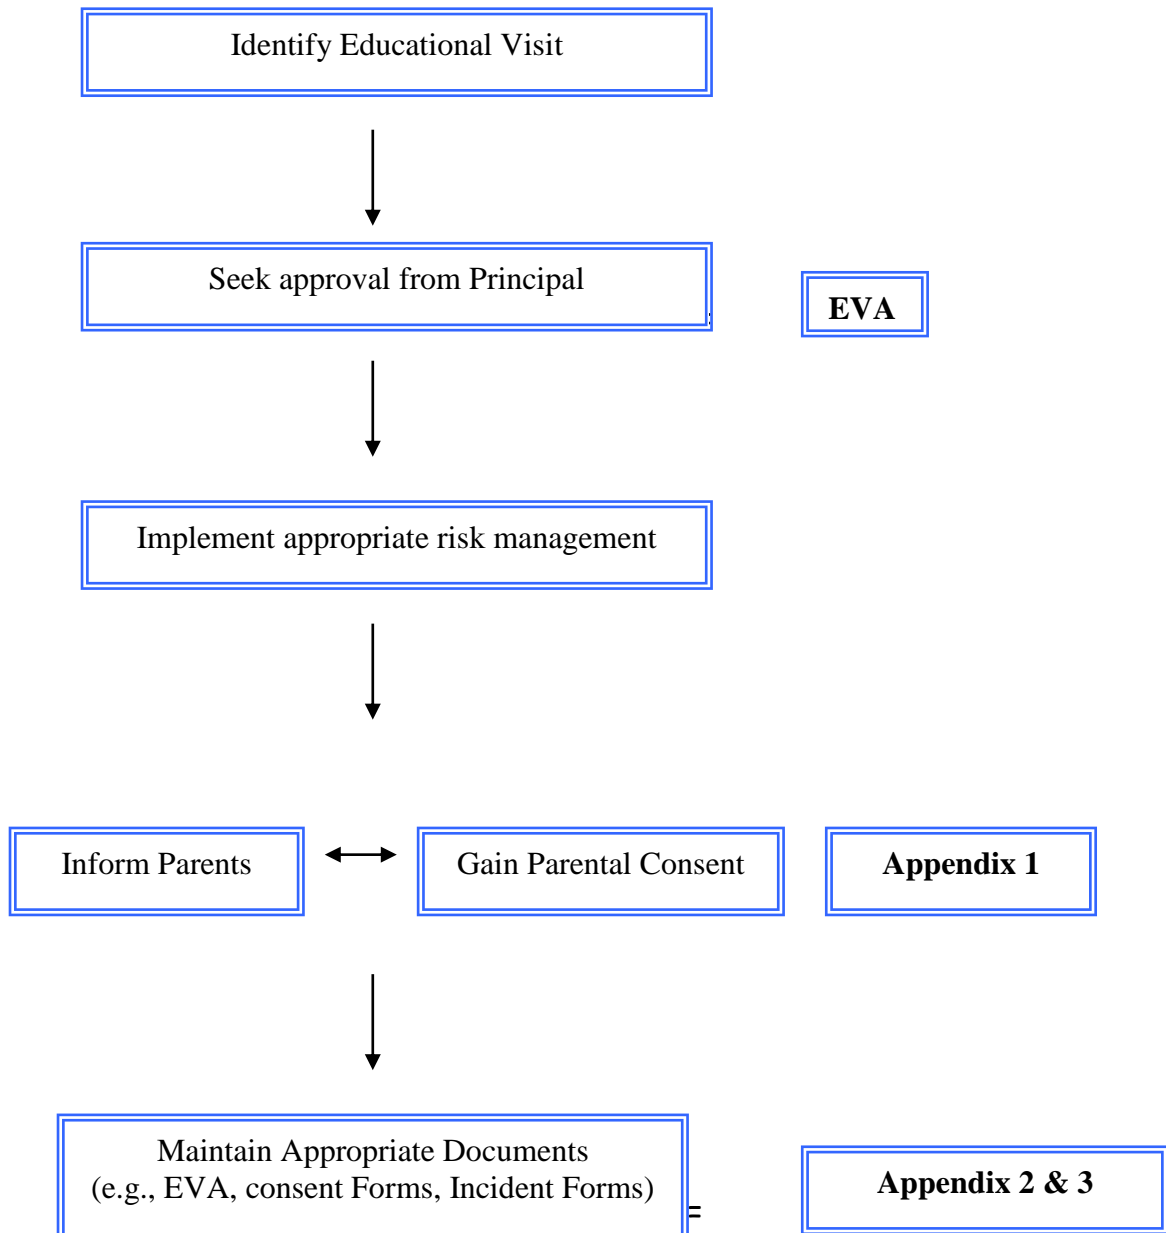 Identify Educational Visit
Seek approval from Principal
EVA
Implement appropriate risk management
Inform Parents
Gain Parental Consent
Appendix 1
Maintain Appropriate Documents
(e.g., EVA, consent Forms, Incident Forms)
Appendix 2 & 3